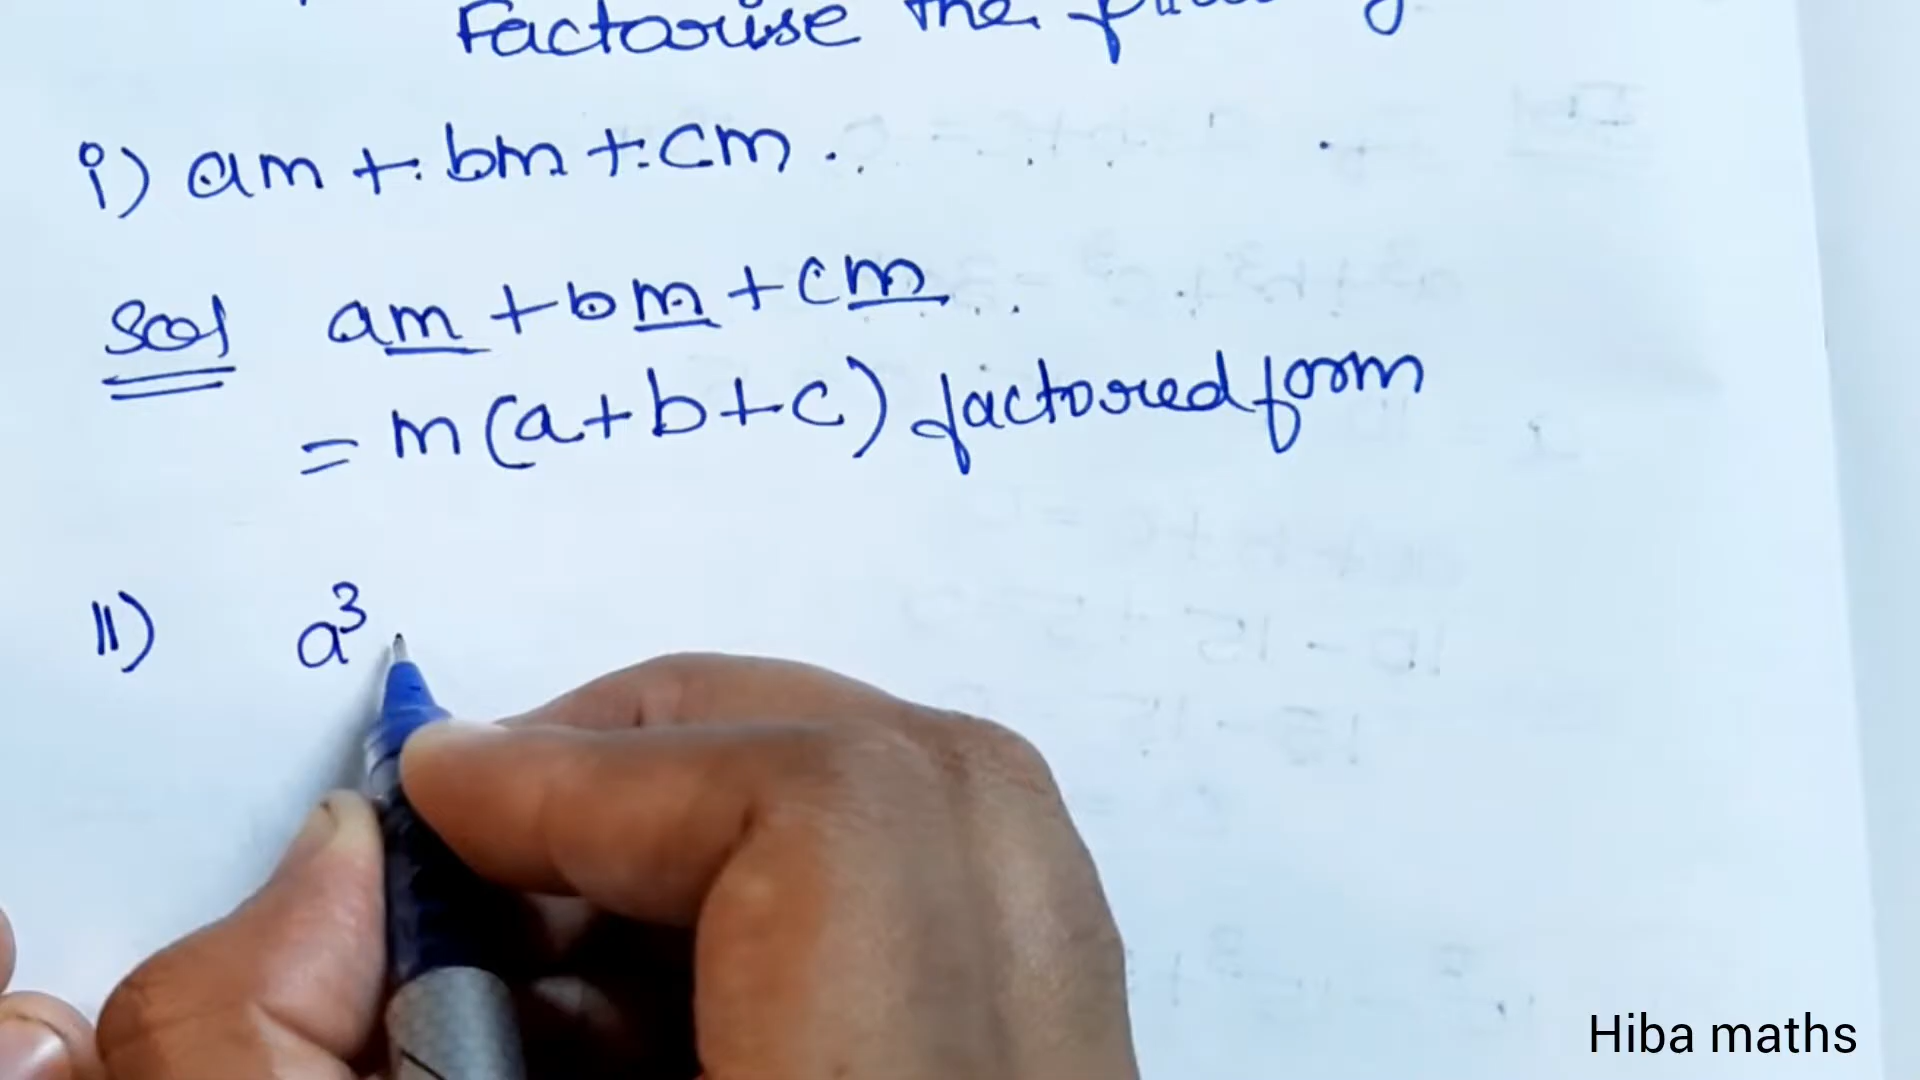 Factorise the
i) am + bm + cm.
Sol am + bm + cm
= m(a+b+c) factored form
II) a³
Hiba maths